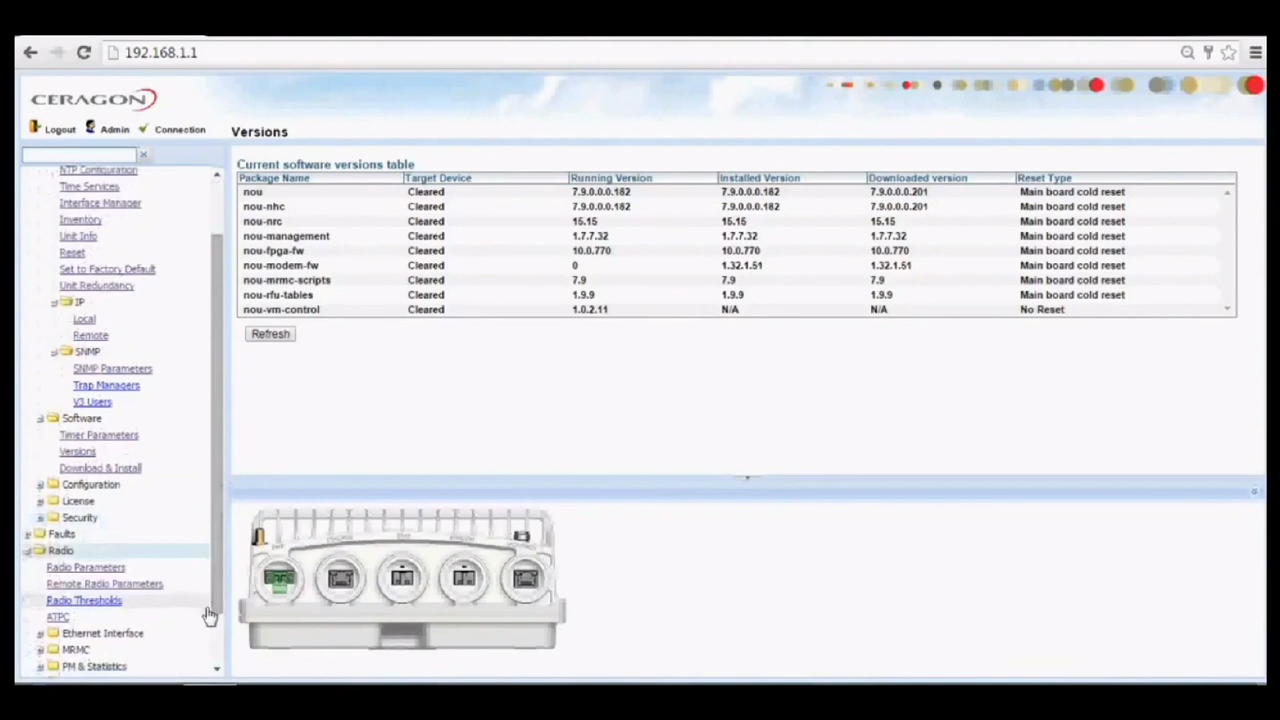 192.168.1.1
CERAGON
Logout Admin Connection
Versions
NTP Configuration
Time Services
Interface Manager
Inventory
Unit Info
Reset
Set to Factory Default
Unit Redundancy
IP
Local
Remote
SNMP
SNMP Parameters
Trap Managers
V3 Users
Software
Timer Parameters
Versions
Download & Install
Configuration
License
Security
Faults
Radio
Radio Parameters
Remote Radio Parameters
Radio Thresholds
ATPC
Ethernet Interface
MRMC
PM & Statistics
Current software versions table
Package Name Target Device Running Version Installed Version Downloaded version Reset Type
nou Cleared 7.9.0.0.0.182 7.9.0.0.0.182 7.9.0.0.0.201 Main board cold reset
nou-nhc Cleared 7.9.0.0.0.182 7.9.0.0.0.182 7.9.0.0.0.201 Main board cold reset
nou-nrc Cleared 15.15 15.15 15.15 Main board cold reset
nou-management Cleared 1.7.7.32 1.7.7.32 1.7.7.32 Main board cold reset
nou-fpga-fw Cleared 10.0.770 10.0.770 10.0.770 Main board cold reset
nou-modem-fw Cleared 0 1.32.1.51 1.32.1.51 Main board cold reset
nou-mrmc-scripts Cleared 7.9 7.9 7.9 Main board cold reset
nou-rfu-tables Cleared 1.9.9 1.9.9 1.9.9 Main board cold reset
nou-vm-control Cleared 1.0.2.11 N/A N/A No Reset
Refresh